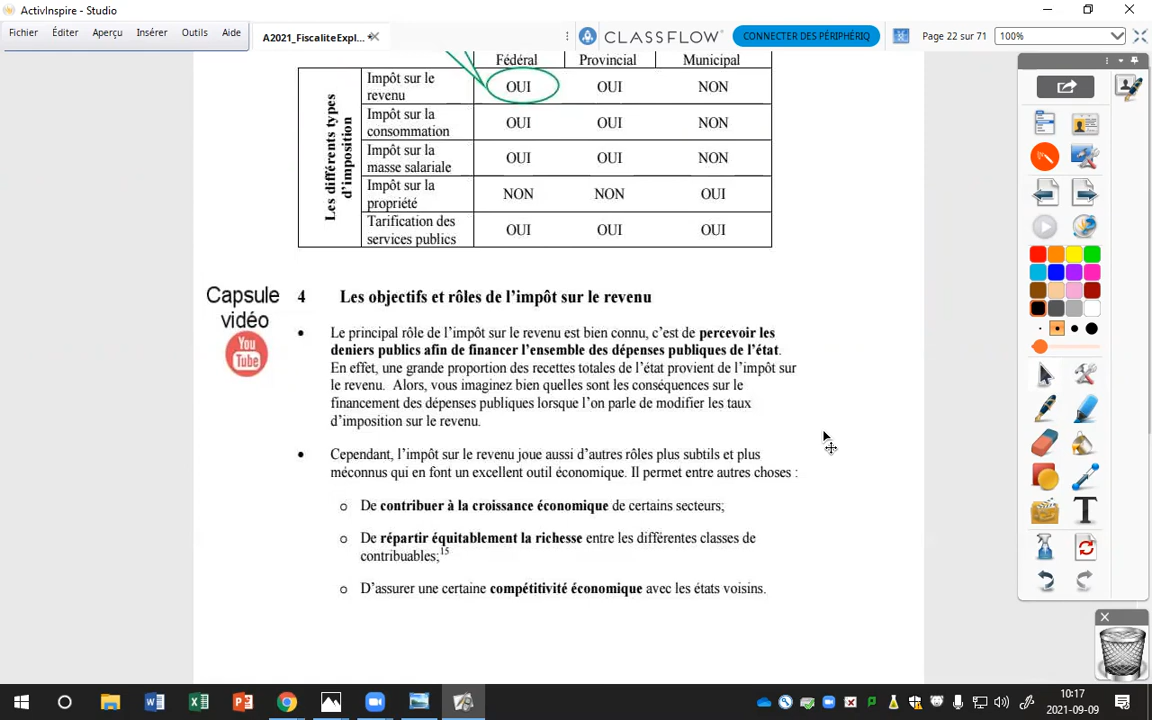 ActivInspire - Studio
Fichier Éditer Aperçu Insérer Outils Aide
A2021_FiscaliteExpl...
CLASSFLOW
CONNECTER DES PÉRIPHÉRIQ
Page 22 sur 71
100%
Fédéral Provincial Municipal
Les différents types d'imposition
Impôt sur le revenu OUI OUI NON
Impôt sur la consommation OUI OUI NON
Impôt sur la masse salariale OUI OUI NON
Impôt sur la propriété NON NON OUI
Tarification des services publics OUI OUI OUI
Capsule
vidéo
You
Tube
4 Les objectifs et rôles de l'impôt sur le revenu
• Le principal rôle de l'impôt sur le revenu est bien connu, c'est de percevoir les
deniers publics afin de financer l'ensemble des dépenses publiques de l'état.
En effet, une grande proportion des recettes totales de l'état provient de l'impôt sur
le revenu. Alors, vous imaginez bien quelles sont les conséquences sur le
financement des dépenses publiques lorsque l'on parle de modifier les taux
d'imposition sur le revenu.
• Cependant, l'impôt sur le revenu joue aussi d'autres rôles plus subtils et plus
méconnus qui en font un excellent outil économique. Il permet entre autres choses :
o De contribuer à la croissance économique de certains secteurs;
o De répartir équitablement la richesse entre les différentes classes de
contribuables;15
o D'assurer une certaine compétitivité économique avec les états voisins.
10:17
2021-09-09